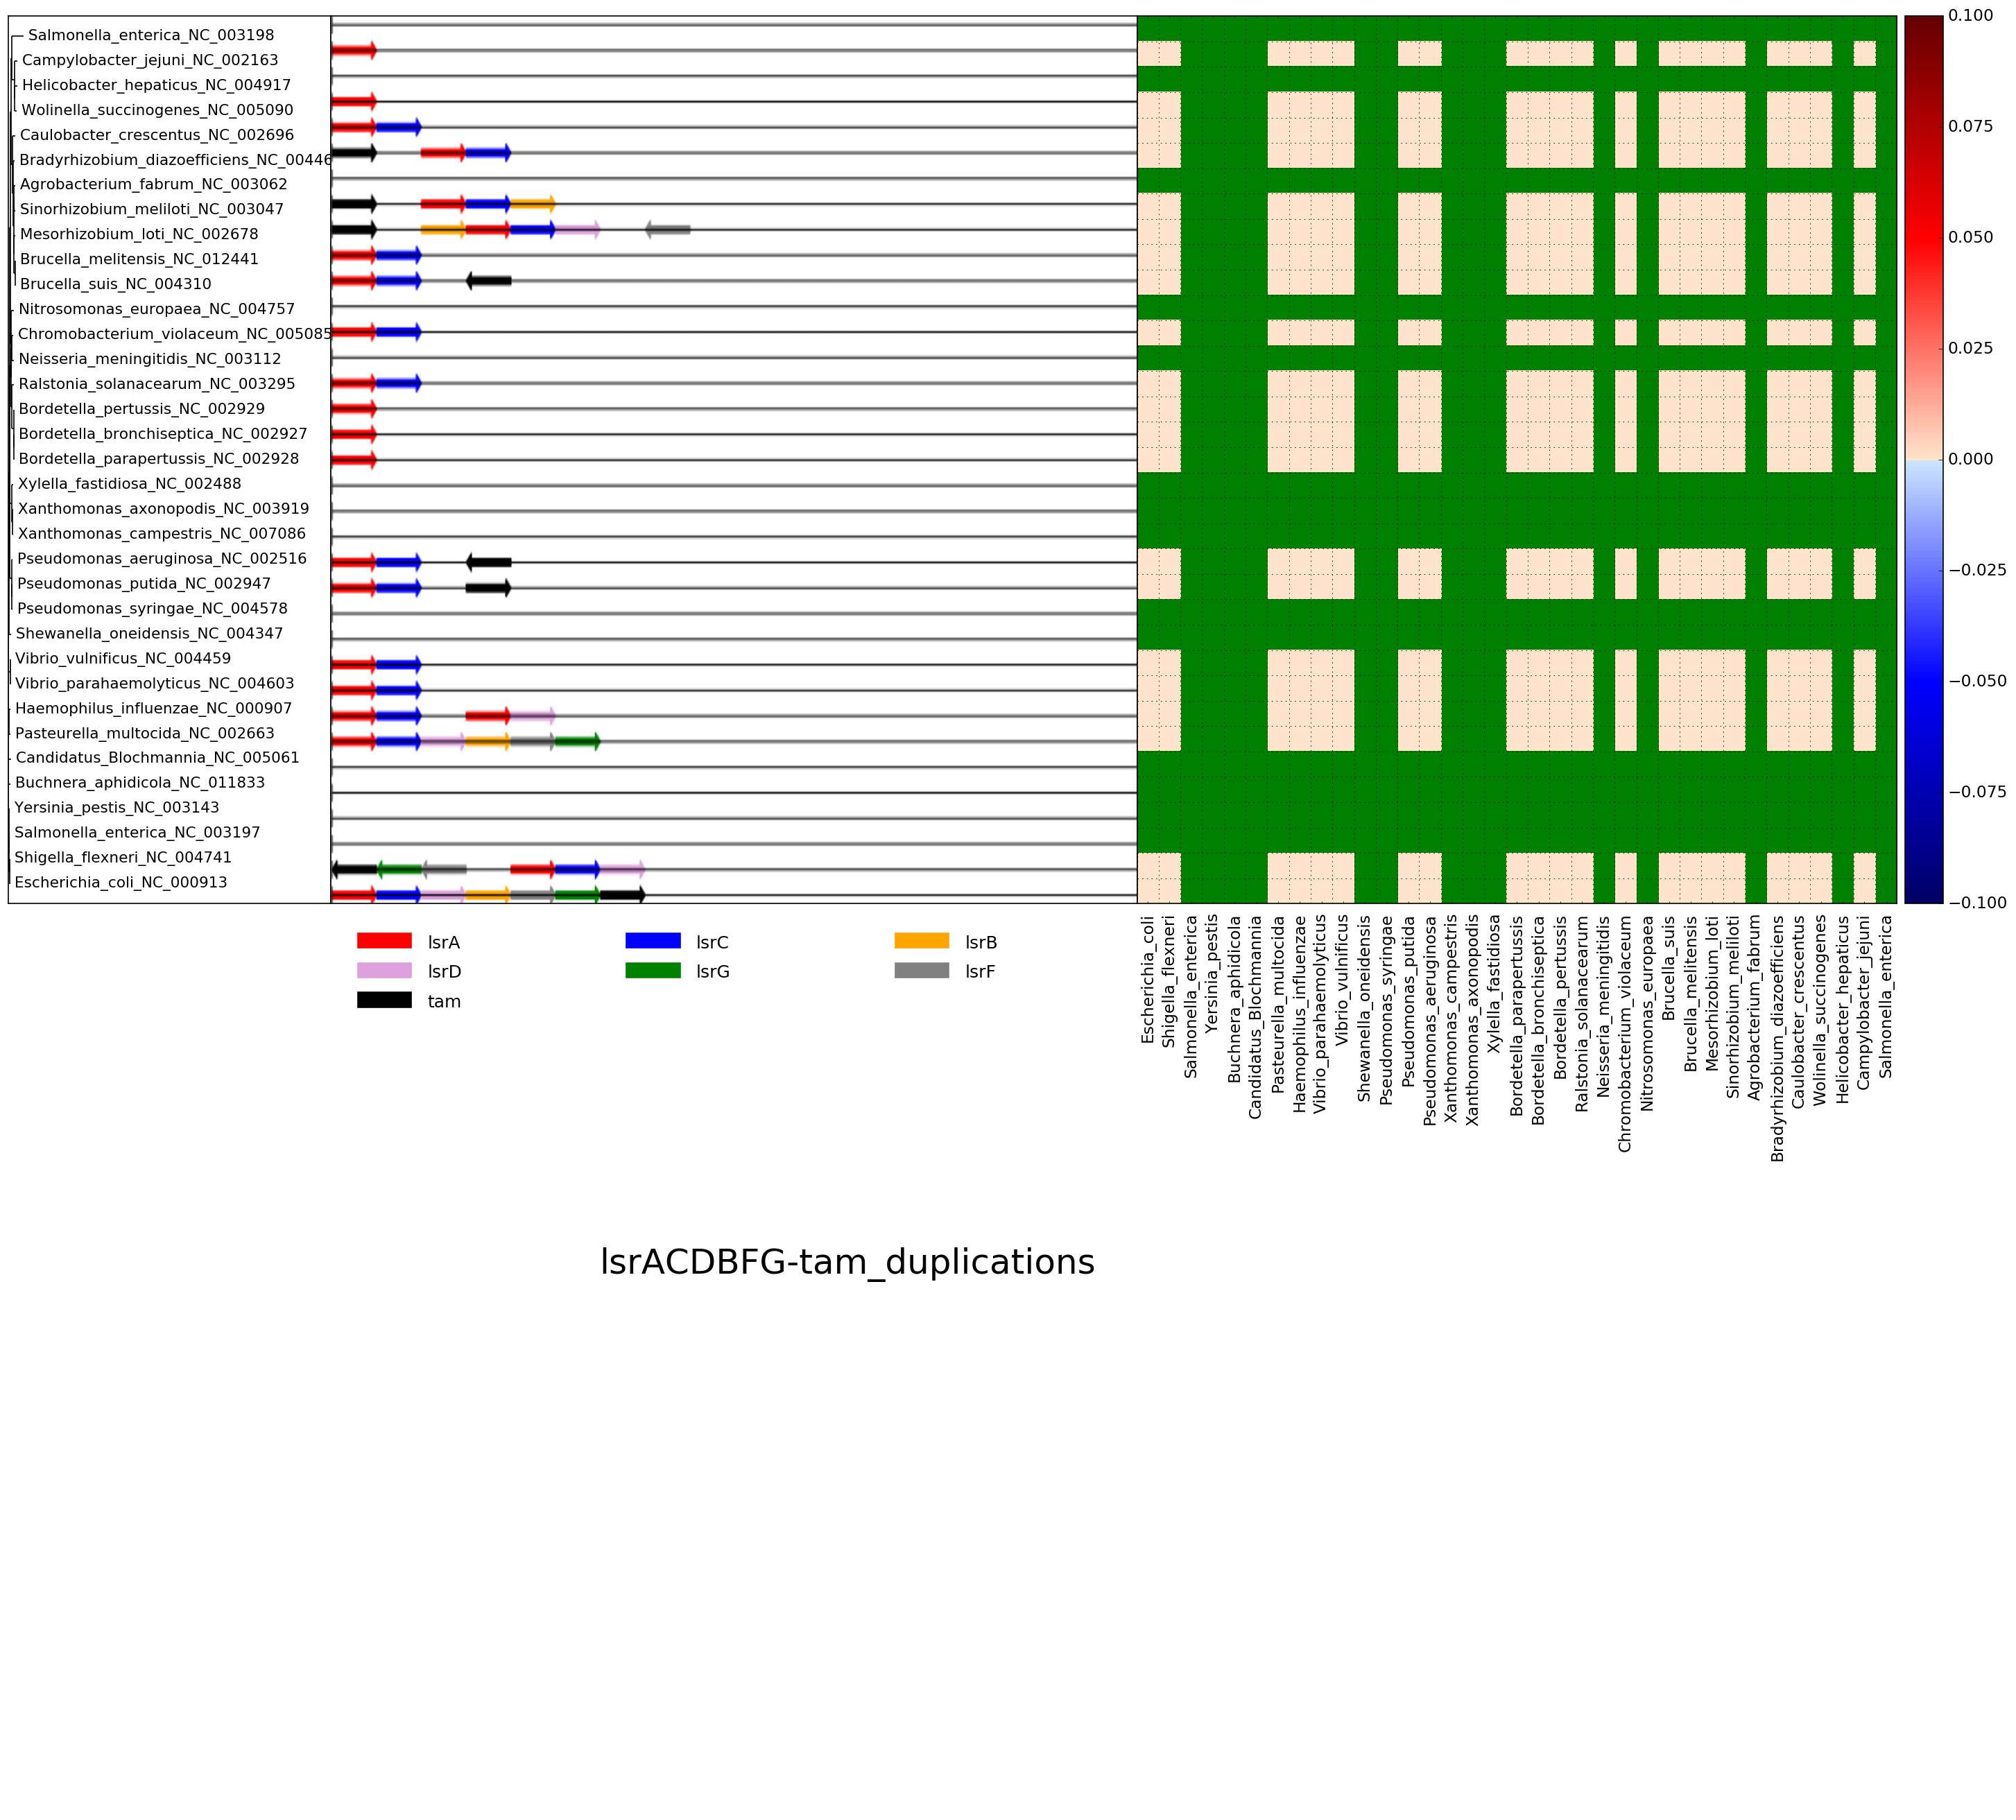 Salmonella_enterica_NC_003198
Campylobacter_jejuni_NC_002163
Helicobacter_hepaticus_NC_004917
Wolinella_succinogenes_NC_005090
Caulobacter_crescentus_NC_002696
Bradyrhizobium_diazoefficiens_NC_00446
Agrobacterium_fabrum_NC_003062
Sinorhizobium_meliloti_NC_003047
Mesorhizobium_loti_NC_002678
Brucella_melitensis_NC_012441
Brucella_suis_NC_004310
Nitrosomonas_europaea_NC_004757
Chromobacterium_violaceum_NC_005085
Neisseria_meningitidis_NC_003112
Ralstonia_solanacearum_NC_003295
Bordetella_pertussis_NC_002929
Bordetella_bronchiseptica_NC_002927
Bordetella_parapertussis_NC_002928
Xylella_fastidiosa_NC_002488
Xanthomonas_axonopodis_NC_003919
Xanthomonas_campestris_NC_007086
Pseudomonas_aeruginosa_NC_002516
Pseudomonas_putida_NC_002947
Pseudomonas_syringae_NC_004578
Shewanella_oneidensis_NC_004347
Vibrio_vulnificus_NC_004459
Vibrio_parahaemolyticus_NC_004603
Haemophilus_influenzae_NC_000907
Pasteurella_multocida_NC_002663
Candidatus_Blochmannia_NC_005061
Buchnera_aphidicola_NC_011833
Yersinia_pestis_NC_003143
Salmonella_enterica_NC_003197
Shigella_flexneri_NC_004741
Escherichia_coli_NC_000913
0.100
0.075
0.050
0.025
0.000
−0.025
−0.050
−0.075
−0.100
Escherichia_coli
Shigella_flexneri
Salmonella_enterica
Yersinia_pestis
Buchnera_aphidicola
Candidatus_Blochmannia
Pasteurella_multocida
Haemophilus_influenzae
Vibrio_parahaemolyticus
Vibrio_vulnificus
Shewanella_oneidensis
Pseudomonas_syringae
Pseudomonas_putida
Pseudomonas_aeruginosa
Xanthomonas_campestris
Xanthomonas_axonopodis
Xylella_fastidiosa
Bordetella_parapertussis
Bordetella_bronchiseptica
Bordetella_pertussis
Ralstonia_solanacearum
Neisseria_meningitidis
Chromobacterium_violaceum
Nitrosomonas_europaea
Brucella_suis
Brucella_melitensis
Mesorhizobium_loti
Sinorhizobium_meliloti
Agrobacterium_fabrum
Bradyrhizobium_diazoefficiens
Caulobacter_crescentus
Wolinella_succinogenes
Helicobacter_hepaticus
Campylobacter_jejuni
Salmonella_enterica
lsrA lsrC lsrB
lsrD lsrG lsrF
tam
lsrACDBFG-tam_duplications